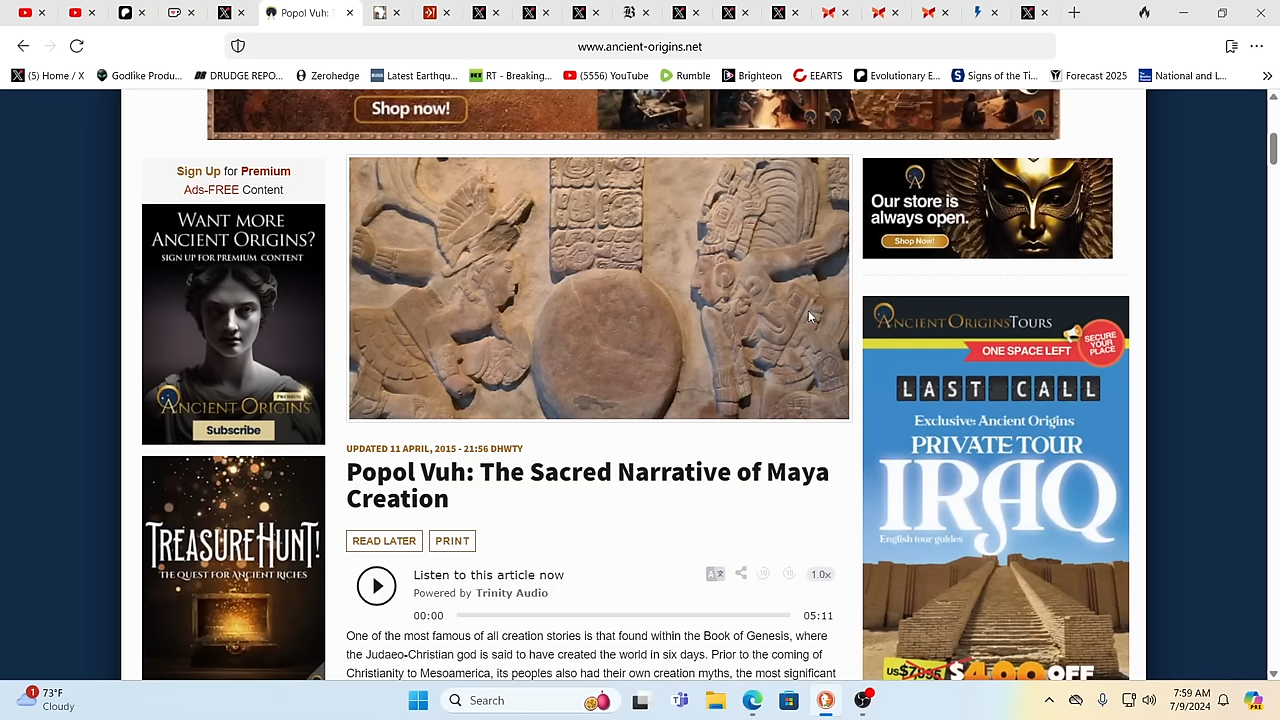 Popol Vuh: T
www.ancient-origins.net
(5) Home / X
Godlike Produ...
DRUDGE REPO...
Zerohedge
Latest Earthqu...
RT - Breaking...
(5556) YouTube
Rumble
Brighteon
EEARTS
Evolutionary E...
Signs of the Ti...
Forecast 2025
National and L...
Shop now!
Sign Up for Premium
Ads-FREE Content
WANT MORE
ANCIENT ORIGINS?
SIGN UP FOR PREMIUM CONTENT
PREMIUM
ANCIENT ORIGINS
Subscribe
TREASURE HUNT!
THE QUEST FOR ANCIENT RICHES
UPDATED 11 APRIL, 2015 - 21:56 DHWTY
Popol Vuh: The Sacred Narrative of Maya
Creation
READ LATER
PRINT
Listen to this article now
Powered by Trinity Audio
10
10
1.0x
00:00
05:11
One of the most famous of all creation stories is that found within the Book of Genesis, where
the Judaeo-Christian god is said to have created the world in six days. Prior to the coming of
Christianity Mesoamerica, its peoples also had their own creation myths, the most significant
Our store is
always open.
Shop Now!
ANCIENT ORIGINS TOURS
SECURE
YOUR
PLACE
ONE SPACE LEFT
LAST CALL
Exclusive: Ancient Origins
PRIVATE TOUR
IRAQ
English tour guides
US$7,995
$400 OFF
1
73°F
Cloudy
Search
7:59 AM
7/9/2024
PRE